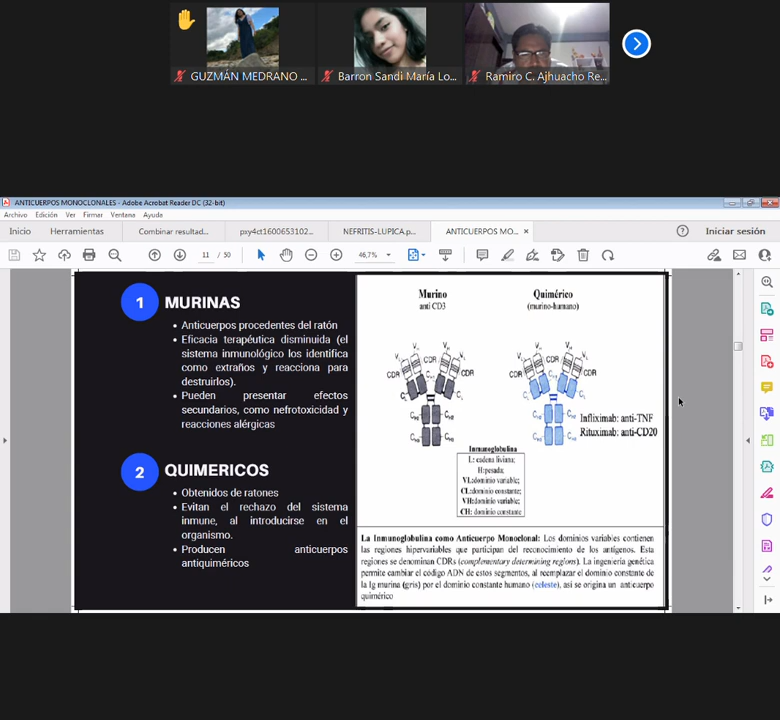 GUZMÁN MEDRANO ...
Barron Sandi María Lo...
Ramiro C. Ajhuacho Re...
ANTICUERPOS MONOCLONALES - Adobe Acrobat Reader DC (32-bit)
Archivo Edición Ver Firmar Ventana Ayuda
Inicio Herramientas Combinar resultad... psy4ct1600653102... NEFRITIS-LUPICA.p... ANTICUERPOS MO... × Iniciar sesión
11 / 50 46,7%
1 MURINAS
• Anticuerpos procedentes del ratón
• Eficacia terapéutica disminuida (el
sistema inmunológico los identifica
como extraños y reacciona para
destruirlos).
• Pueden presentar efectos
secundarios, como nefrotoxicidad y
reacciones alérgicas
2 QUIMERICOS
• Obtenidos de ratones
• Evitan el rechazo del sistema
inmune, al introducirse en el
organismo.
• Producen anticuerpos
antiquiméricos
Murino
anti CD3
Quimérico
(murino-humano)
CDR CDR
CDR CDR
Infliximab: anti-TNF
Rituximab: anti-CD20
Inmunoglobulina
L: cadena liviana;
H:pesada;
VL:dominio variable;
CL:dominio constante;
VH:dominio variable;
CH: dominio constante
La Inmunoglobulina como Anticuerpo Monoclonal: Los dominios variables contienen
las regiones hipervariables que participan del reconocimiento de los antígenos. Esta
regiones se denominan CDRs (complementary determining regions). La ingeniería genética
permite cambiar el código ADN de estos segmentos, al reemplazar el dominio constante de
la Ig murina (gris) por el dominio constante humano (celeste), asi se origina un anticuerpo
quimérico